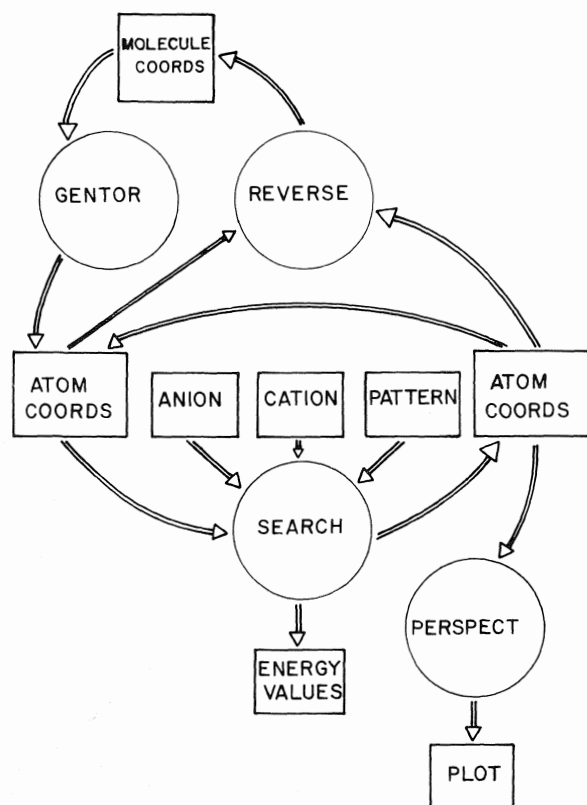 MOLECULE
COORDS
GENTOR
REVERSE
ATOM
COORDS
ANION
CATION
PATTERN
ATOM
COORDS
SEARCH
PERSPECT
ENERGY
VALUES
PLOT